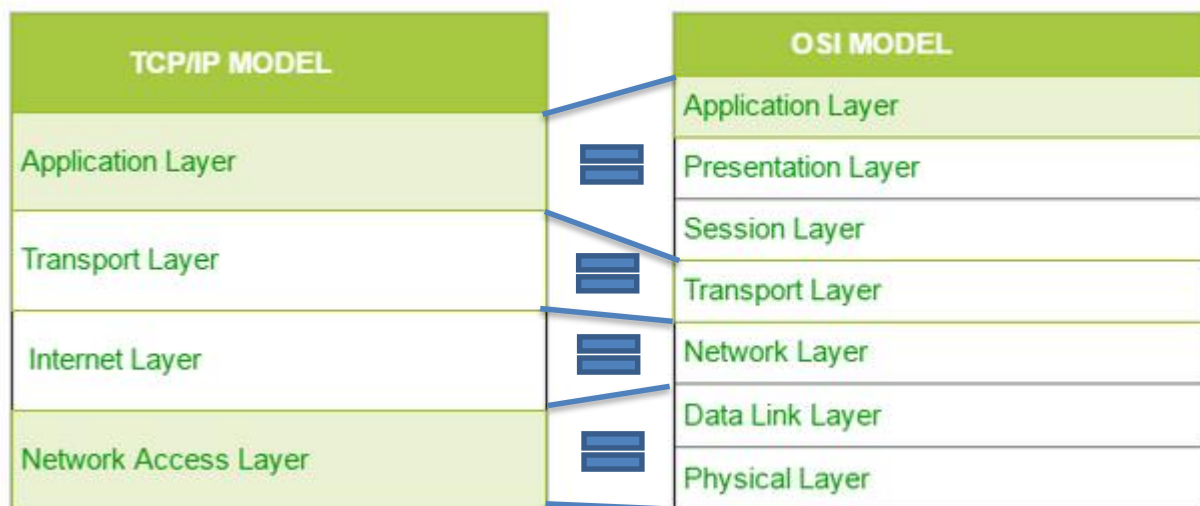 TCP/IP MODEL
Application Layer
Transport Layer
Internet Layer
Network Access Layer
OSI MODEL
Application Layer
Presentation Layer
Session Layer
Transport Layer
Network Layer
Data Link Layer
Physical Layer